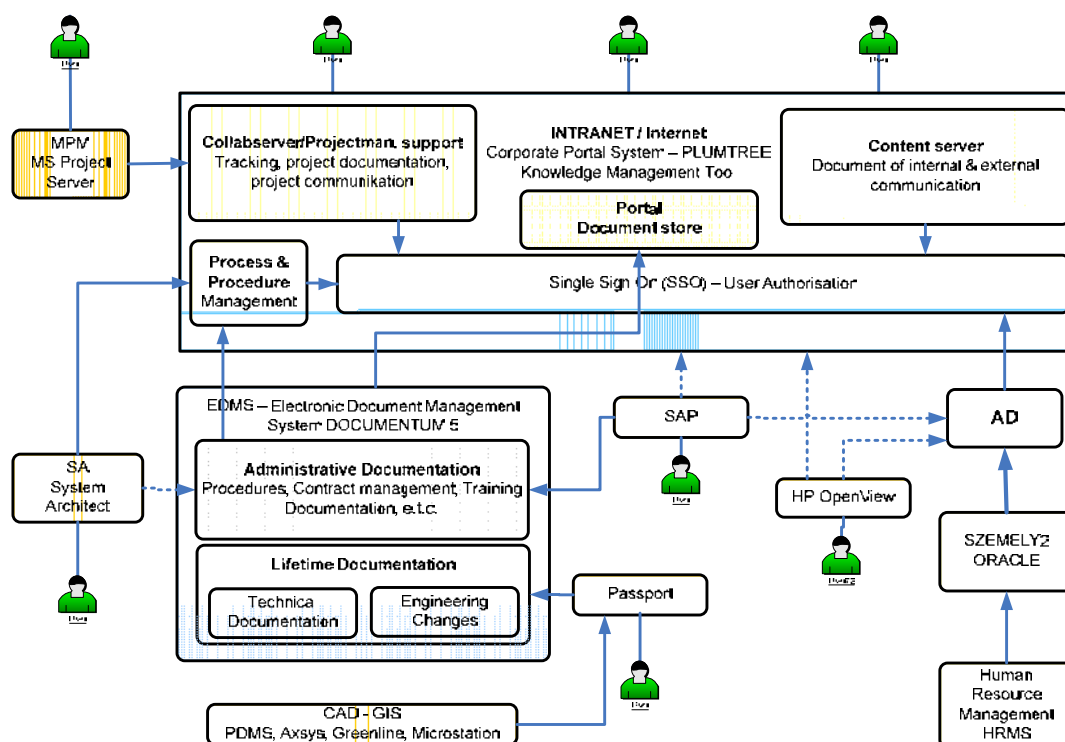 MPM
MS Project
Server
Collabserver/Projectman. support
Tracking, project documentation,
project communikation
INTRANET / Internet
Corporate Portal System – PLUMTREE
Knowledge Management Too
Content server
Document of internal & external
communication
Portal
Document store
Process &
Procedure
Management
Single Sign On (SSO) – User Authorisation
EDMS – Electronic Document Management
System DOCUMENTUM 5
SAP
AD
SA
System
Architect
Administrative Documentation
Procedures, Contract management, Training
Documentation, e.t.c.
HP OpenView
SZEMELY2
ORACLE
Lifetime Documentation
Technica
Documentation
Engineering
Changes
Passport
Human
Resource
Management
HRMS
CAD - GIS
PDMS, Axsys, Greenline, Microstation